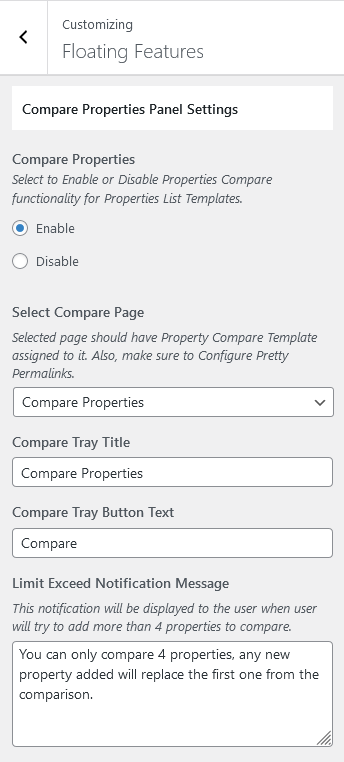 Customizing
Floating Features
Compare Properties Panel Settings
Compare Properties
Select to Enable or Disable Properties Compare
functionality for Properties List Templates.
Enable
Disable
Select Compare Page
Selected page should have Property Compare Template
assigned to it. Also, make sure to Configure Pretty
Permalinks.
Compare Properties
Compare Tray Title
Compare Properties
Compare Tray Button Text
Compare
Limit Exceed Notification Message
This notification will be displayed to the user when user
will try to add more than 4 properties to compare.
You can only compare 4 properties, any new
property added will replace the first one from the
comparison.